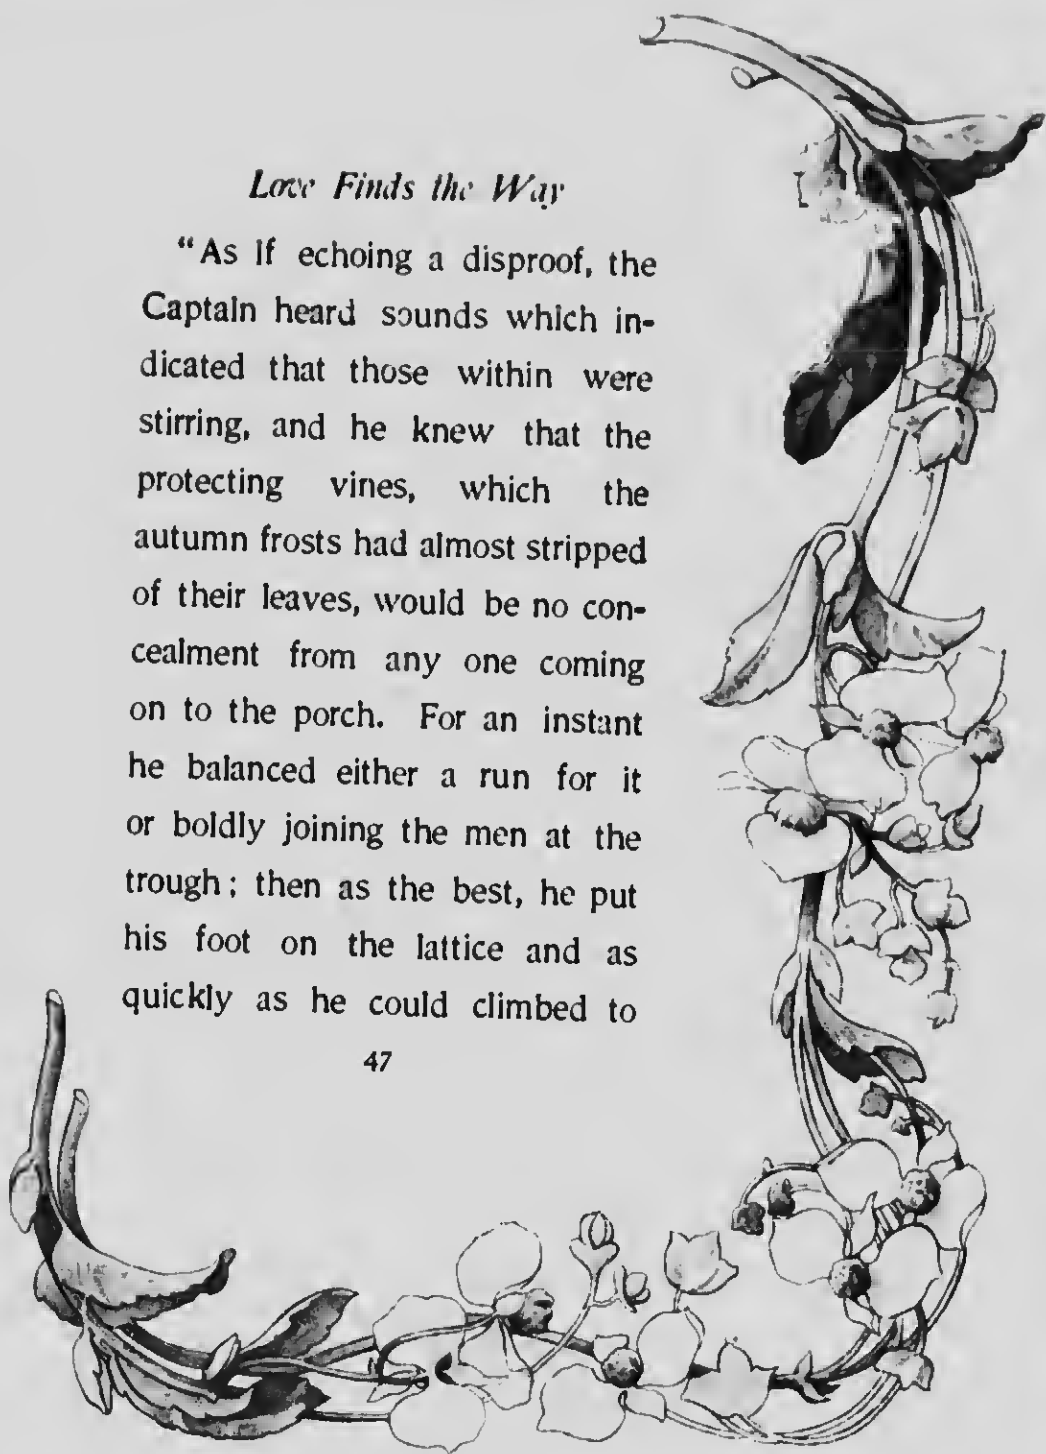 Love Finds the Way
“As if echoing a disproof, the
Captain heard sounds which in-
dicated that those within were
stirring, and he knew that the
protecting vines, which the
autumn frosts had almost stripped
of their leaves, would be no con-
cealment from any one coming
on to the porch. For an instant
he balanced either a run for it
or boldly joining the men at the
trough; then as the best, he put
his foot on the lattice and as
quickly as he could climbed to
47